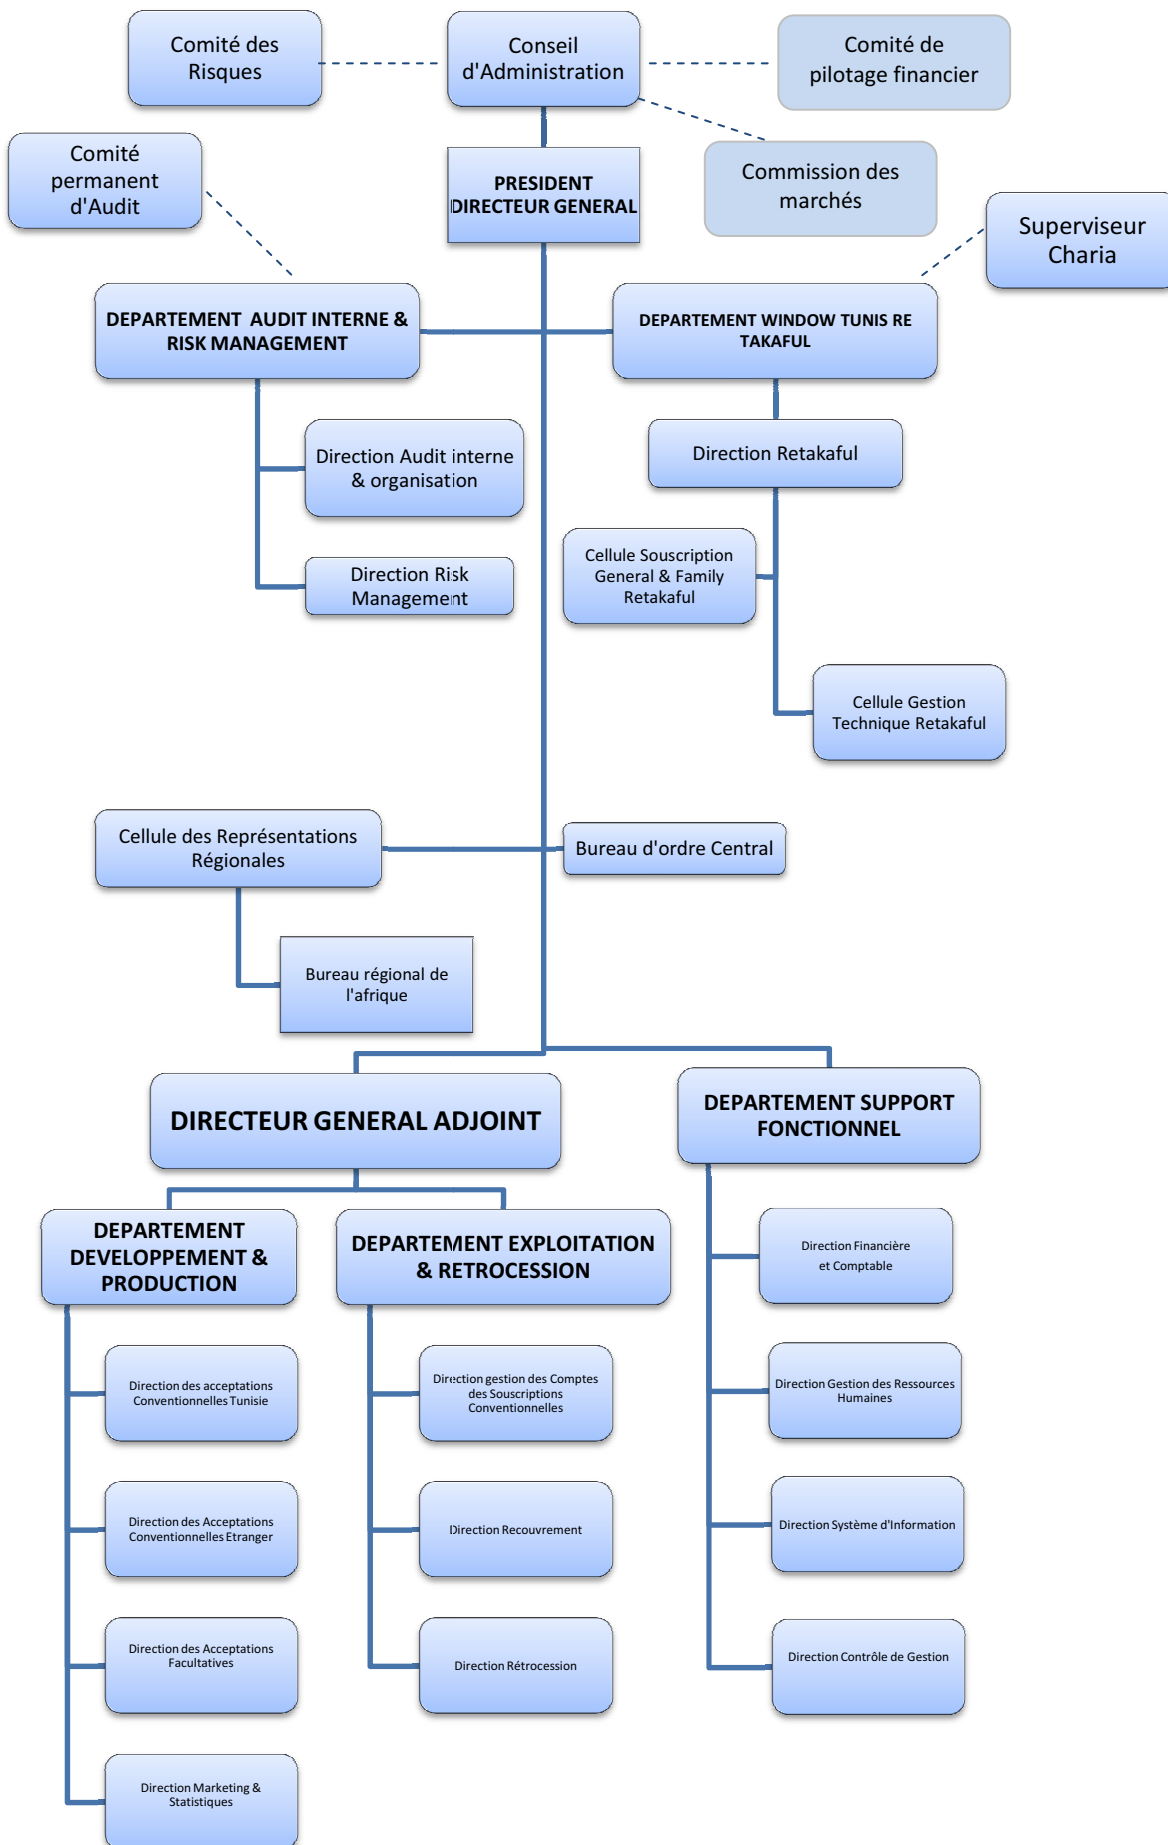 Comité des
Risques
Conseil
d'Administration
Comité de
pilotage financier
Comité
permanent
d'Audit
PRESIDENT
DIRECTEUR GENERAL
Commission des
marchés
Superviseur
Charia
DEPARTEMENT AUDIT INTERNE &
RISK MANAGEMENT
DEPARTEMENT WINDOW TUNIS RE
TAKAFUL
Direction Audit interne
& organisation
Direction Retakaful
Direction Risk
Management
Cellule Souscription
General & Family
Retakaful
Cellule Gestion
Technique Retakaful
Cellule des Représentations
Régionales
Bureau d'ordre Central
Bureau régional de
l'afrique
DIRECTEUR GENERAL ADJOINT
DEPARTEMENT SUPPORT
FONCTIONNEL
DEPARTEMENT
DEVELOPPEMENT &
PRODUCTION
DEPARTEMENT EXPLOITATION
& RETROCESSION
Direction Financière
et Comptable
Direction des acceptations
Conventionnelles Tunisie
Direction gestion des Comptes
des Souscriptions
Conventionnelles
Direction Gestion des Ressources
Humaines
Direction des Acceptations
Conventionnelles Etranger
Direction Recouvrement
Direction Système d'Information
Direction des Acceptations
Facultatives
Direction Rétrocession
Direction Contrôle de Gestion
Direction Marketing &
Statistiques